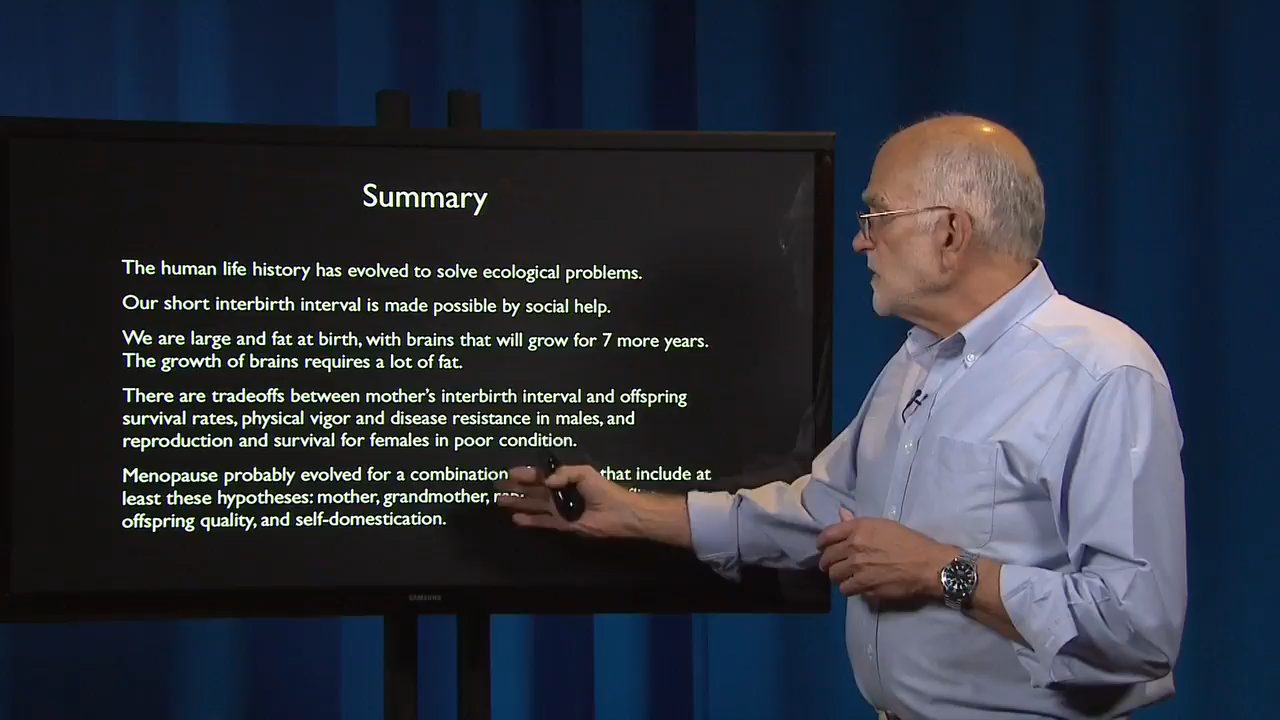 Summary
The human life history has evolved to solve ecological problems.
Our short interbirth interval is made possible by social help.
We are large and fat at birth, with brains that will grow for 7 more years.
The growth of brains requires a lot of fat.
There are tradeoffs between mother's interbirth interval and offspring
survival rates, physical vigor and disease resistance in males, and
reproduction and survival for females in poor condition.
Menopause probably evolved for a combination that include at
least these hypotheses: mother, grandmother,
offspring quality, and self-domestication.
SAMSUNG